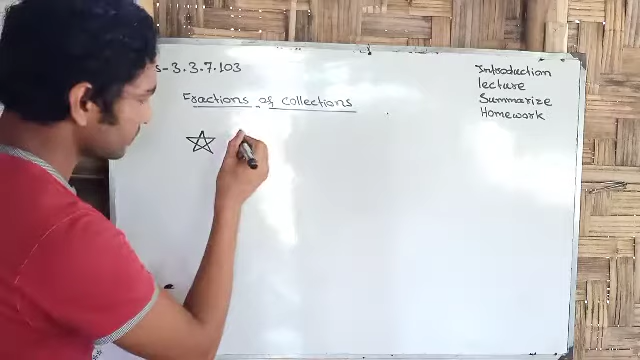 s-3.3.7.103
Fractions of collections
Introduction
lecture
Summarize
Homework